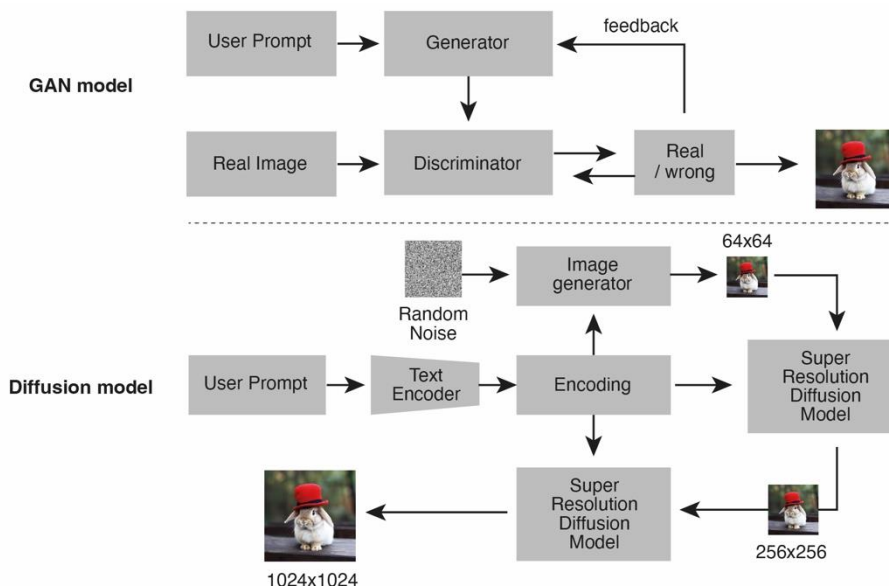 feedback
User Prompt
Generator
GAN model
Real Image
Discriminator
Real
/ wrong
64x64
Image
generator
Random
Noise
Diffusion model
User Prompt
Text
Encoder
Encoding
Super
Resolution
Diffusion
Model
Super
Resolution
Diffusion
Model
256x256
1024x1024